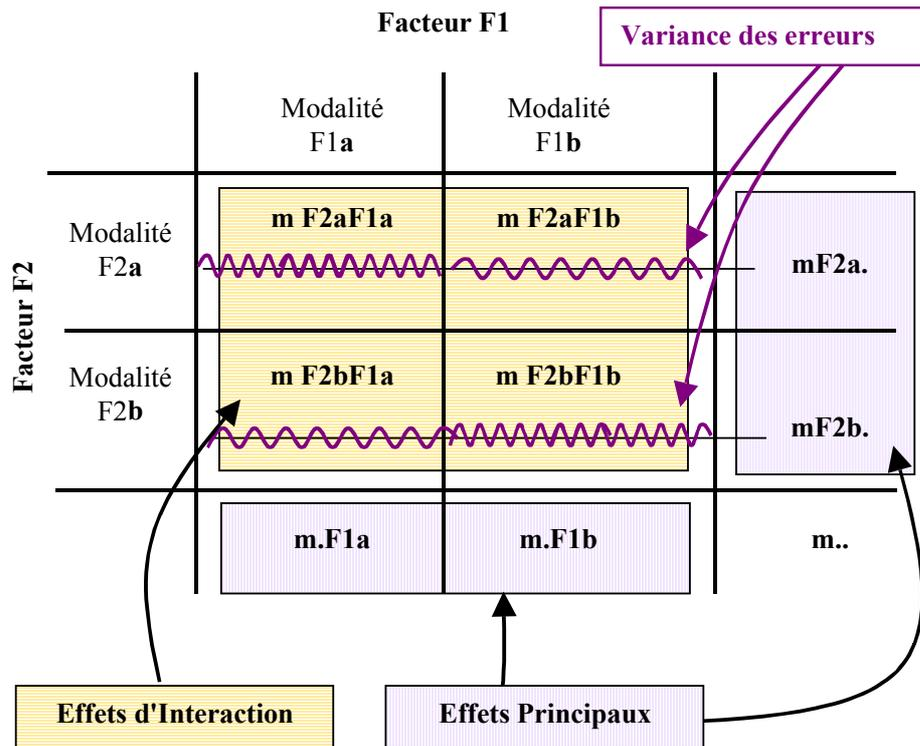 Facteur F1
Variance des erreurs
Modalité
F1a
Modalité
F1b
Facteur F2
Modalité
F2a
m F2aF1a
m F2aF1b
mF2a.
Modalité
F2b
m F2bF1a
m F2bF1b
mF2b.
m.F1a
m.F1b
m..
Effets d'Interaction
Effets Principaux